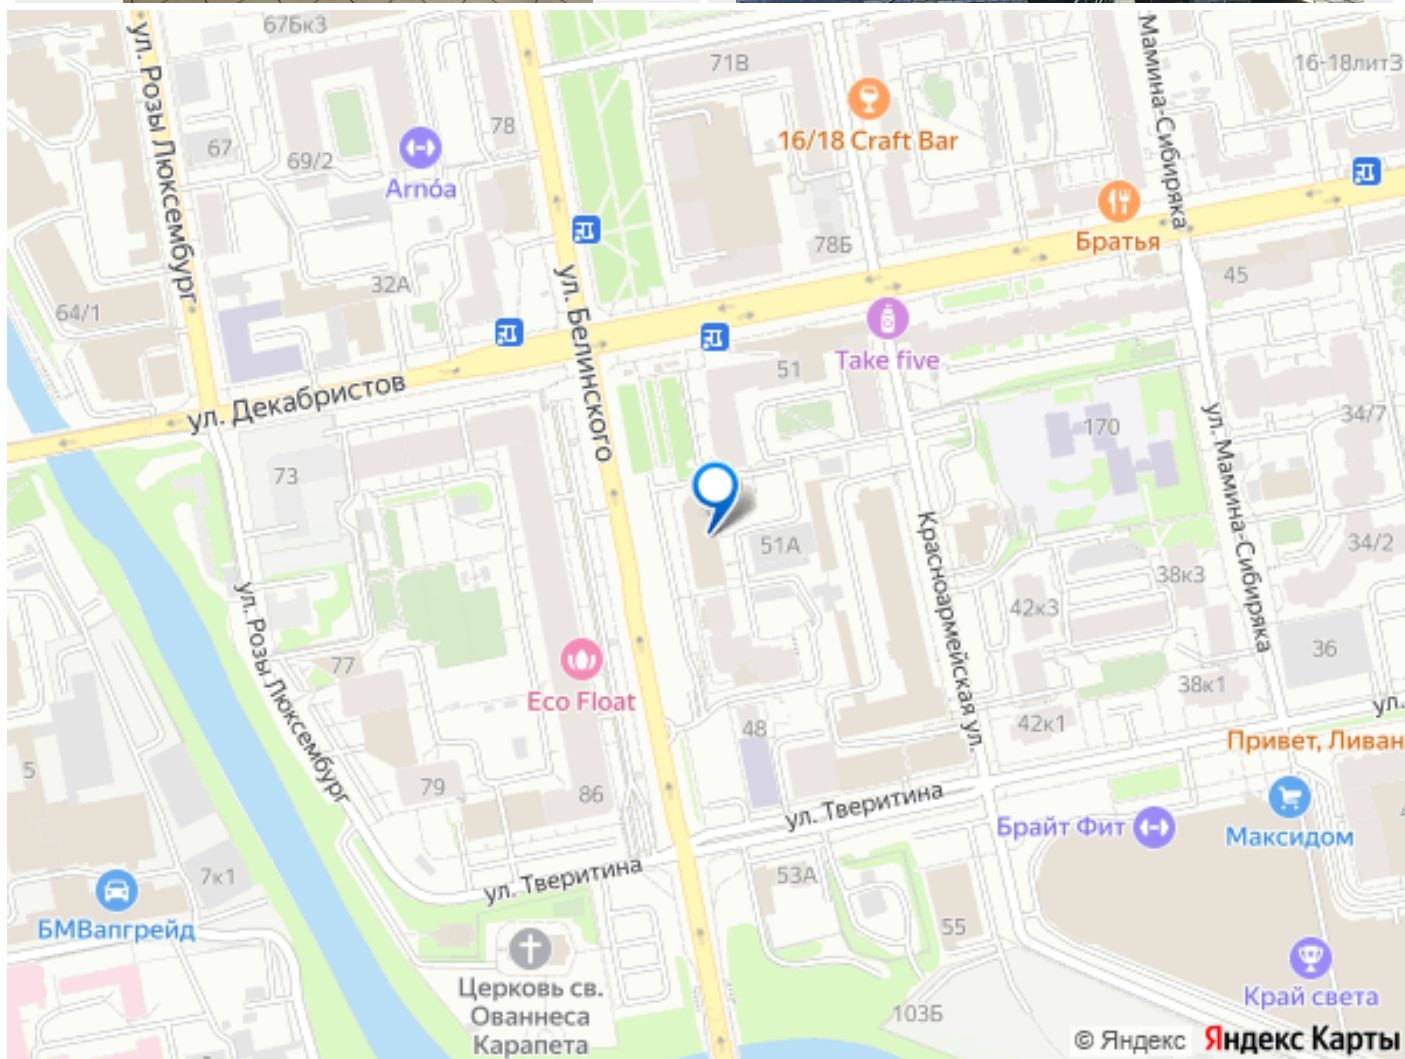 67Бк3
ул. Розы Люксембург
71В
Мамина-Сибиряка
16-18лит3
78
67
69/2
16/18 Craft Bar
Arnóa
Братья
78Б
45
32А
64/1
ул. Белинского
Take five
51
ул. Декабристов
34/7
170
73
ул. Мамина-Сибиряка
51А
Красноармейская ул.
34/2
38к3
42к3
ул. Розы Люксембург
36
77
Eco Float
38к1
ул.
42к1
48
Привет, Ливан
5
79
86
ул. Тверитина
Брайт Фит
Максидом
7к1
ул. Тверитина
53А
БМВапгрейд
55
Церковь св.
Ованнеса
Карапета
Край света
103Б
© Яндекс Яндекс Карты